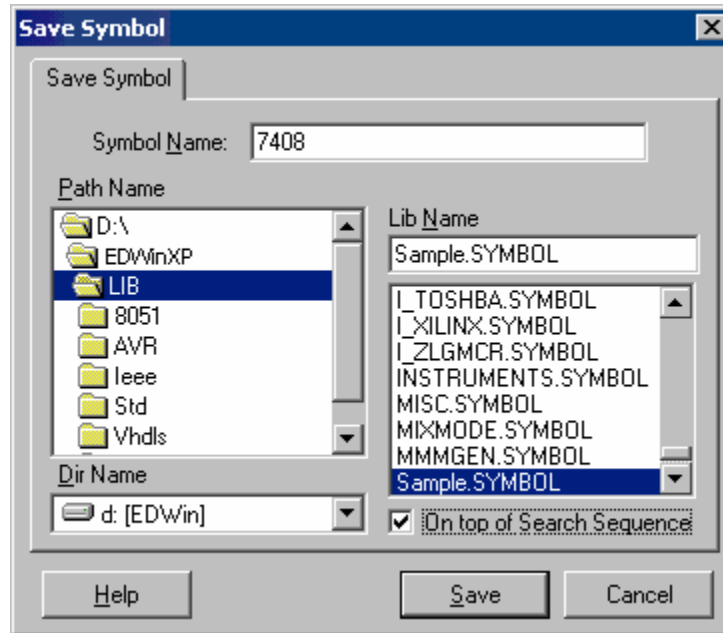 Save Symbol
Save Symbol
Symbol Name: 7408
Path Name
D:\
EDWinXP
LIB
8051
AVR
Ieee
Std
Vhdls
Dir Name
d: [EDWin]
Lib Name
Sample.SYMBOL
I_TOSHBA.SYMBOL
I_XILINX.SYMBOL
I_ZLGMCR.SYMBOL
INSTRUMENTS.SYMBOL
MISC.SYMBOL
MIXMODE.SYMBOL
MMMGEN.SYMBOL
Sample.SYMBOL
On top of Search Sequence
Help Save Cancel